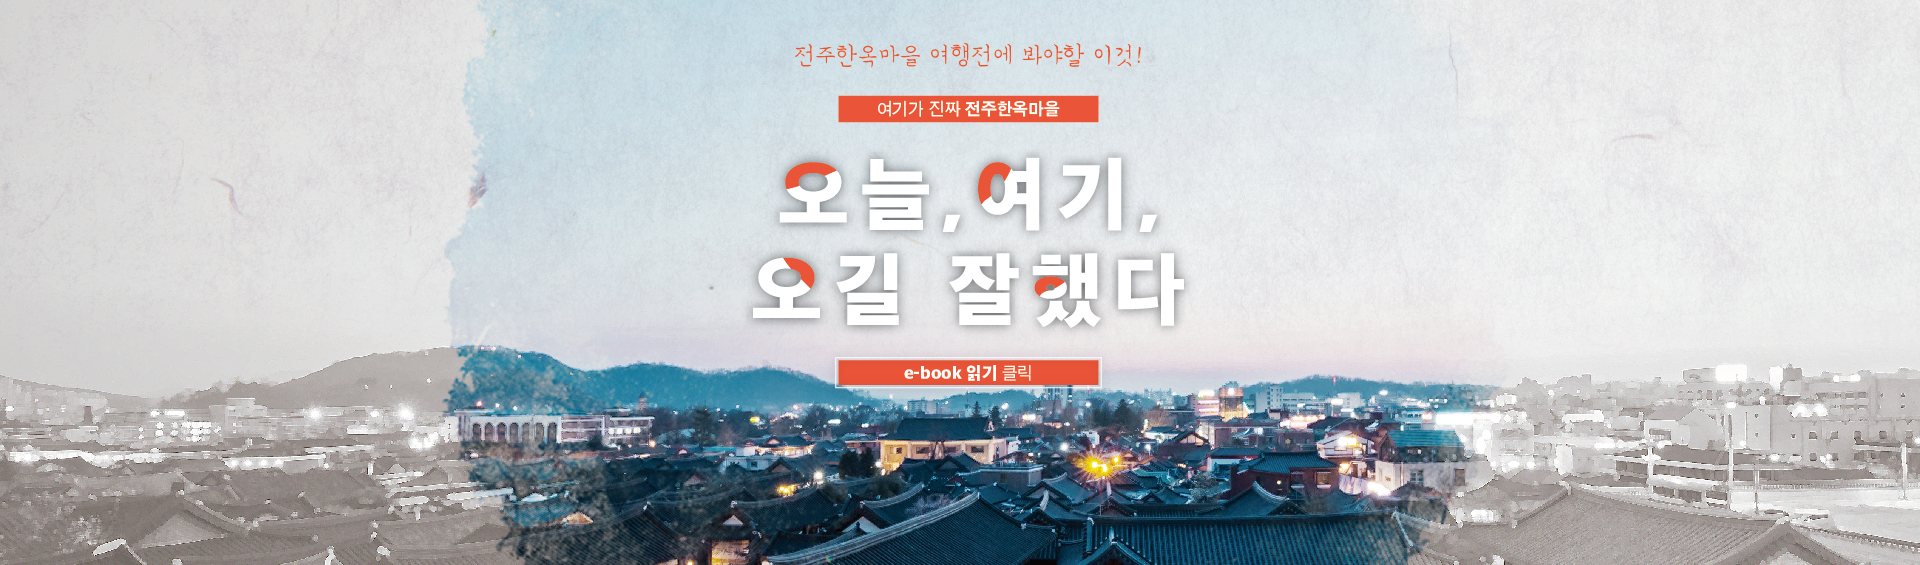 전주한옥마을 여행전에 봐야할 이것!
여기가 진짜 전주한옥마을
오늘, 여기,
오길 잘했다
e-book 읽기 클릭